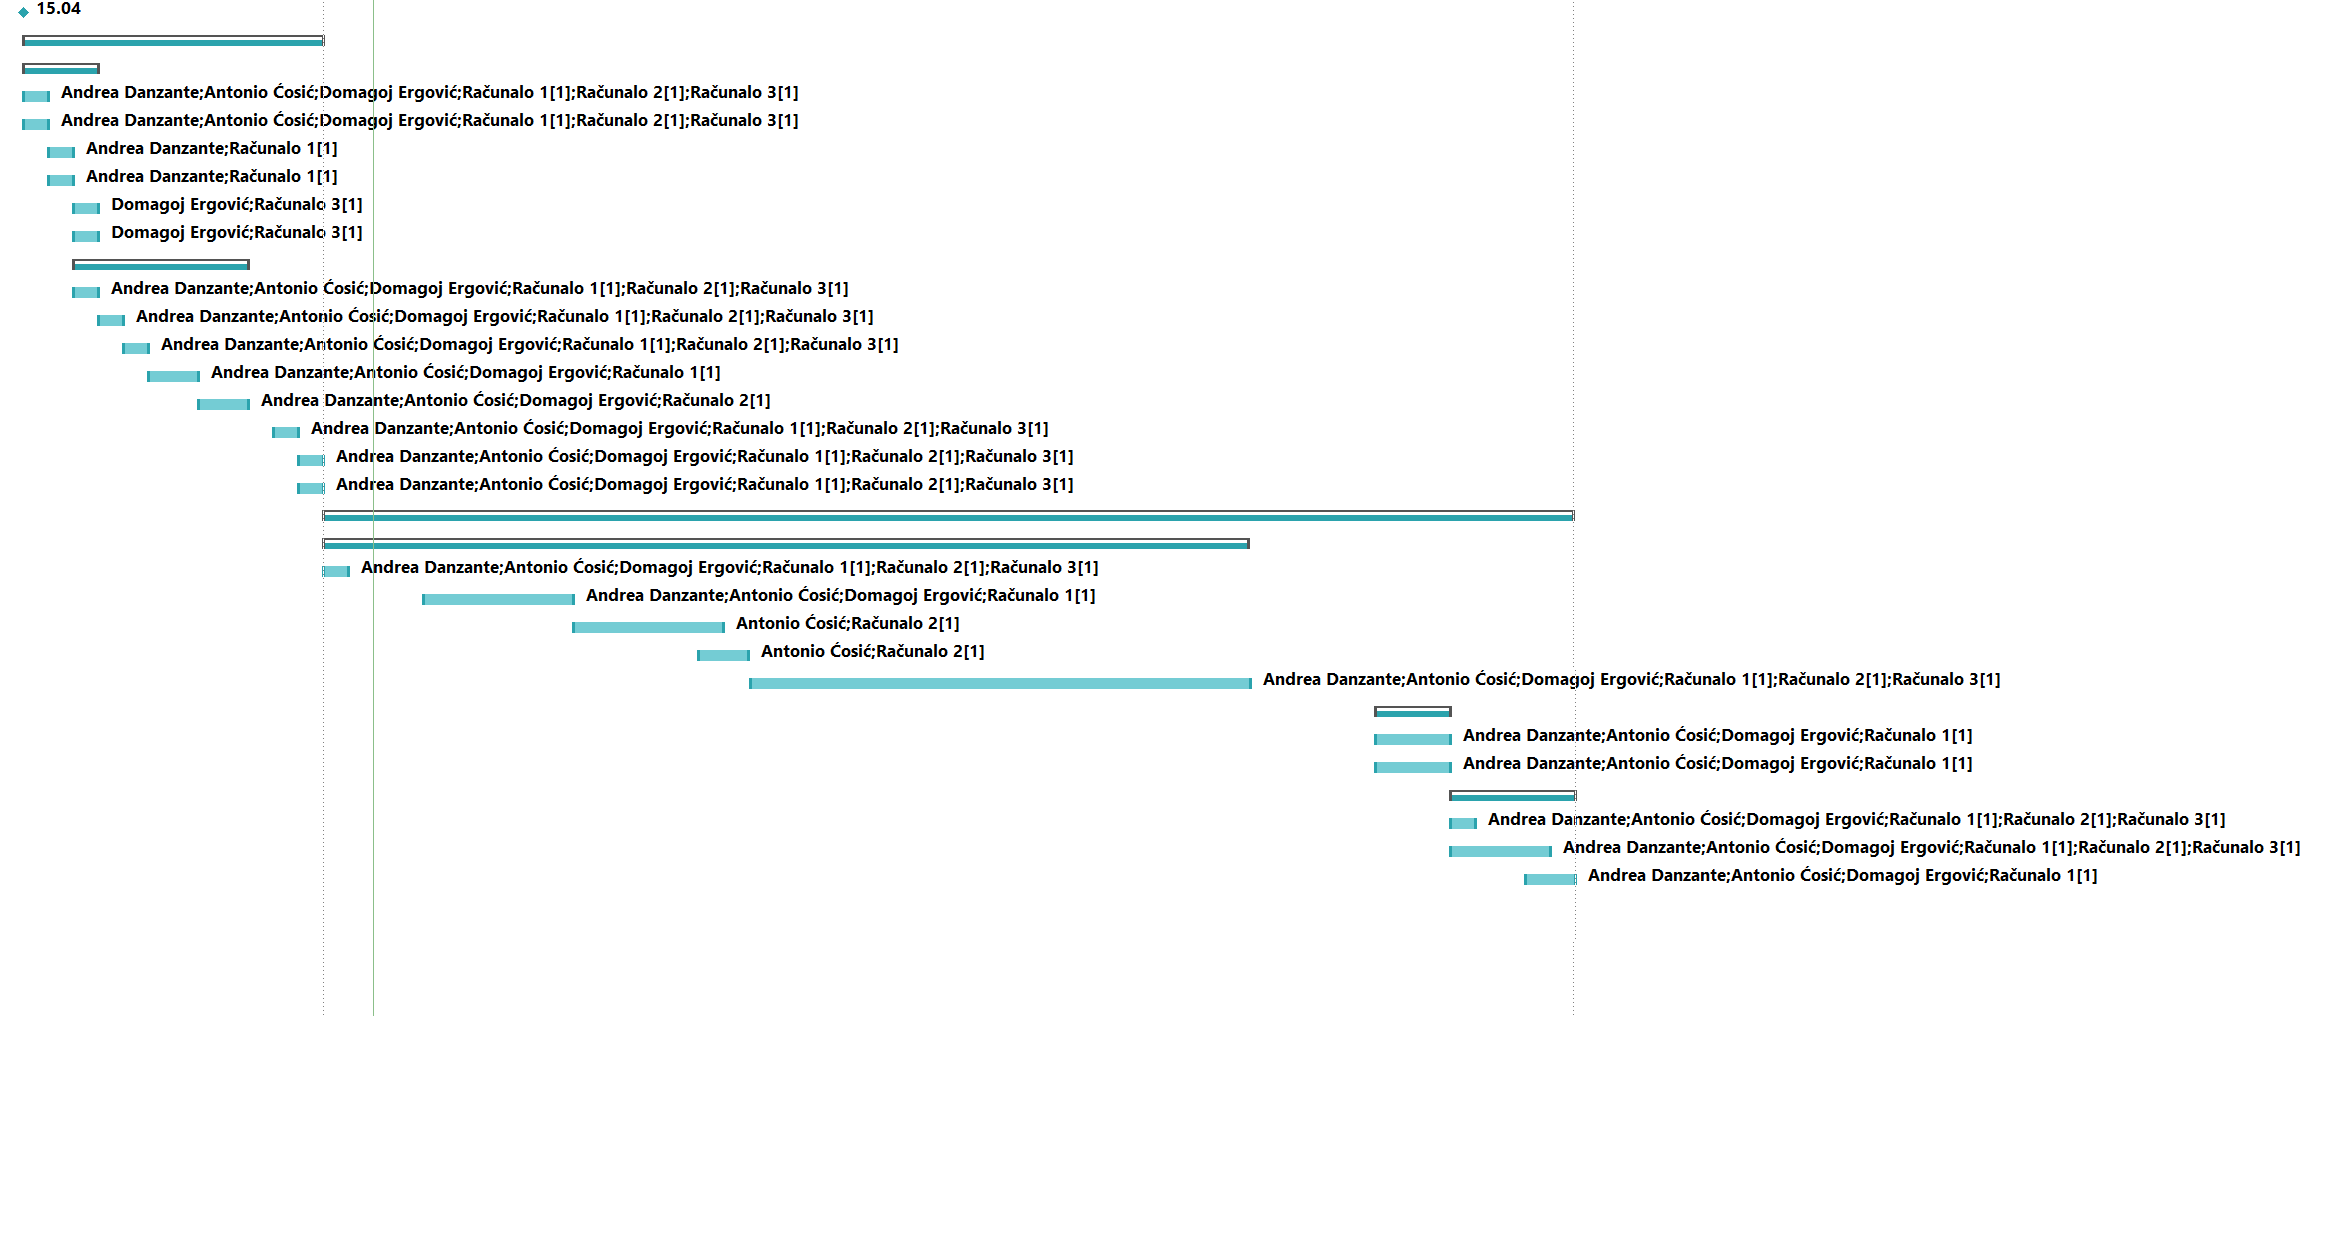 15.04
Andrea Danzante;Antonio Ćosić;Domagoj Ergović;Računalo 1[1];Računalo 2[1];Računalo 3[1]
Andrea Danzante;Antonio Ćosić;Domagoj Ergović;Računalo 1[1];Računalo 2[1];Računalo 3[1]
Andrea Danzante;Računalo 1[1]
Andrea Danzante;Računalo 1[1]
Domagoj Ergović;Računalo 3[1]
Domagoj Ergović;Računalo 3[1]
Andrea Danzante;Antonio Ćosić;Domagoj Ergović;Računalo 1[1];Računalo 2[1];Računalo 3[1]
Andrea Danzante;Antonio Ćosić;Domagoj Ergović;Računalo 1[1];Računalo 2[1];Računalo 3[1]
Andrea Danzante;Antonio Ćosić;Domagoj Ergović;Računalo 1[1];Računalo 2[1];Računalo 3[1]
Andrea Danzante;Antonio Ćosić;Domagoj Ergović;Računalo 1[1]
Andrea Danzante;Antonio Ćosić;Domagoj Ergović;Računalo 2[1]
Andrea Danzante;Antonio Ćosić;Domagoj Ergović;Računalo 1[1];Računalo 2[1];Računalo 3[1]
Andrea Danzante;Antonio Ćosić;Domagoj Ergović;Računalo 1[1];Računalo 2[1];Računalo 3[1]
Andrea Danzante;Antonio Ćosić;Domagoj Ergović;Računalo 1[1];Računalo 2[1];Računalo 3[1]
Andrea Danzante;Antonio Ćosić;Domagoj Ergović;Računalo 1[1];Računalo 2[1];Računalo 3[1]
Andrea Danzante;Antonio Ćosić;Domagoj Ergović;Računalo 1[1]
Antonio Ćosić;Računalo 2[1]
Antonio Ćosić;Računalo 2[1]
Andrea Danzante;Antonio Ćosić;Domagoj Ergović;Računalo 1[1];Računalo 2[1];Računalo 3[1]
Andrea Danzante;Antonio Ćosić;Domagoj Ergović;Računalo 1[1]
Andrea Danzante;Antonio Ćosić;Domagoj Ergović;Računalo 1[1]
Andrea Danzante;Antonio Ćosić;Domagoj Ergović;Računalo 1[1];Računalo 2[1];Računalo 3[1]
Andrea Danzante;Antonio Ćosić;Domagoj Ergović;Računalo 1[1];Računalo 2[1];Računalo 3[1]
Andrea Danzante;Antonio Ćosić;Domagoj Ergović;Računalo 1[1]